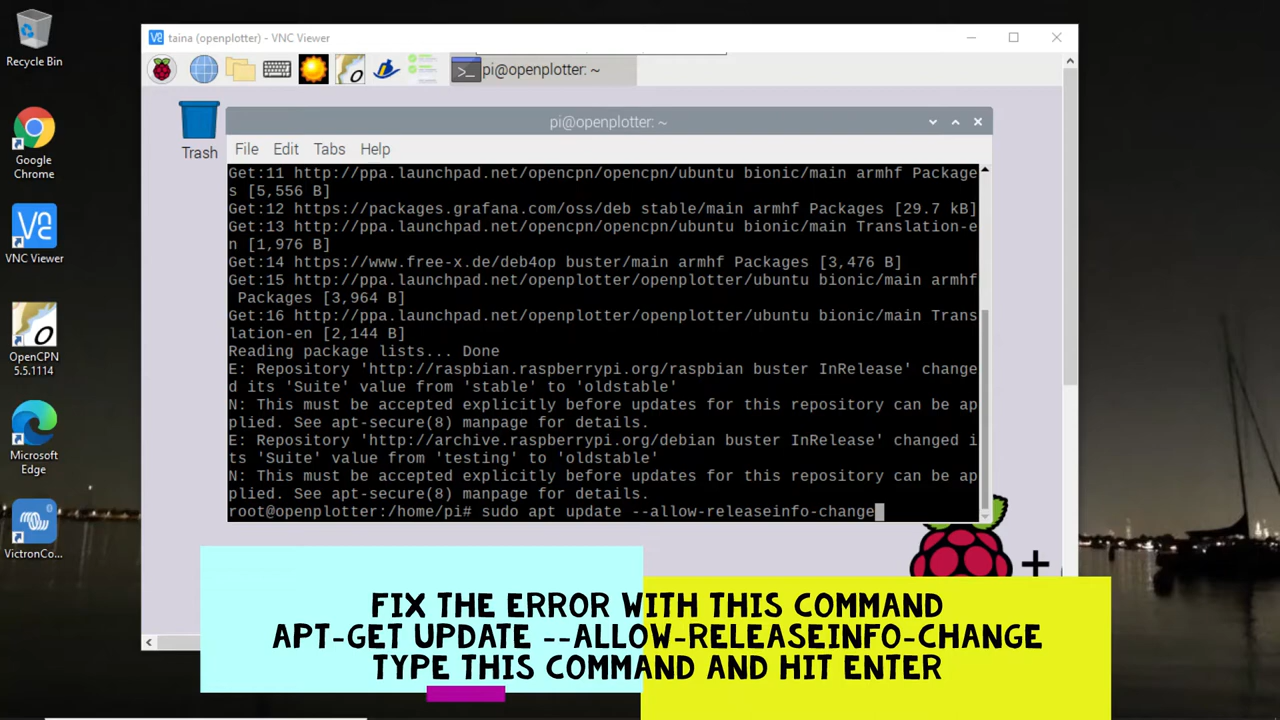 Recycle Bin
Google
Chrome
VNC Viewer
OpenCPN
5.5.1114
Microsoft
Edge
VictronCo...
taina (openplotter) - VNC Viewer
pi@openplotter: ~
Trash
pi@openplotter: ~
File Edit Tabs Help
Get:11 http://ppa.launchpad.net/opencpn/opencpn/ubuntu bionic/main armhf Package
s [5,556 B]
Get:12 https://packages.grafana.com/oss/deb stable/main armhf Packages [29.7 kB]
Get:13 http://ppa.launchpad.net/opencpn/opencpn/ubuntu bionic/main Translation-e
n [1,976 B]
Get:14 https://www.free-x.de/deb4op buster/main armhf Packages [3,476 B]
Get:15 http://ppa.launchpad.net/openplotter/openplotter/ubuntu bionic/main armhf
 Packages [3,964 B]
Get:16 http://ppa.launchpad.net/openplotter/openplotter/ubuntu bionic/main Trans
lation-en [2,144 B]
Reading package lists... Done
E: Repository 'http://raspbian.raspberrypi.org/raspbian buster InRelease' change
d its 'Suite' value from 'stable' to 'oldstable'
N: This must be accepted explicitly before updates for this repository can be ap
plied. See apt-secure(8) manpage for details.
E: Repository 'http://archive.raspberrypi.org/debian buster InRelease' changed i
ts 'Suite' value from 'testing' to 'oldstable'
N: This must be accepted explicitly before updates for this repository can be ap
plied. See apt-secure(8) manpage for details.
root@openplotter:/home/pi# sudo apt update --allow-releaseinfo-change
FIX THE ERROR WITH THIS COMMAND
APT-GET UPDATE --ALLOW-RELEASEINFO-CHANGE
TYPE THIS COMMAND AND HIT ENTER